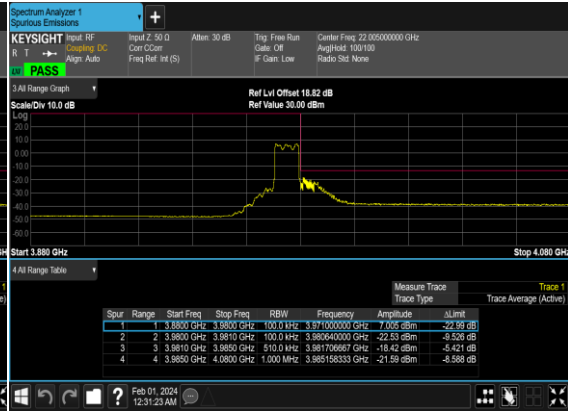 Spectrum Analyzer 1
Spurious Emissions
KEYSIGHT Input: RF Input Z: 50 Ω Atten: 30 dB Trig: Free Run Center Freq: 22.005000000 GHz
R T Coupling: DC Corr CCorr Gate: Off Avg|Hold: 100/100
Align: Auto Freq Ref: Int (S) IF Gain: Low Radio Std: None
PASS
3 All Range Graph
Ref Lvl Offset 18.82 dB
Scale/Div 10.0 dB Ref Value 30.00 dBm
Log
20.0
10.0
0.00
-10.0
-20.0
-30.0
-40.0
-50.0
-60.0
Start 3.880 GHz Stop 4.080 GHz
4 All Range Table
Measure Trace Trace 1
Trace Type Trace Average (Active)
Spur Range Start Freq Stop Freq RBW Frequency Amplitude ΔLimit
1 1 3.8800 GHz 3.9800 GHz 100.0 kHz 3.971000000 GHz 7.005 dBm -22.99 dB
2 2 3.9800 GHz 3.9810 GHz 100.0 kHz 3.980640000 GHz -22.53 dBm -9.526 dB
3 3 3.9810 GHz 3.9850 GHz 510.0 kHz 3.981706667 GHz -18.42 dBm -5.421 dB
4 4 3.9850 GHz 4.0800 GHz 1.000 MHz 3.985158333 GHz -21.59 dBm -8.588 dB
? Feb 01, 2024
12:31:23 AM